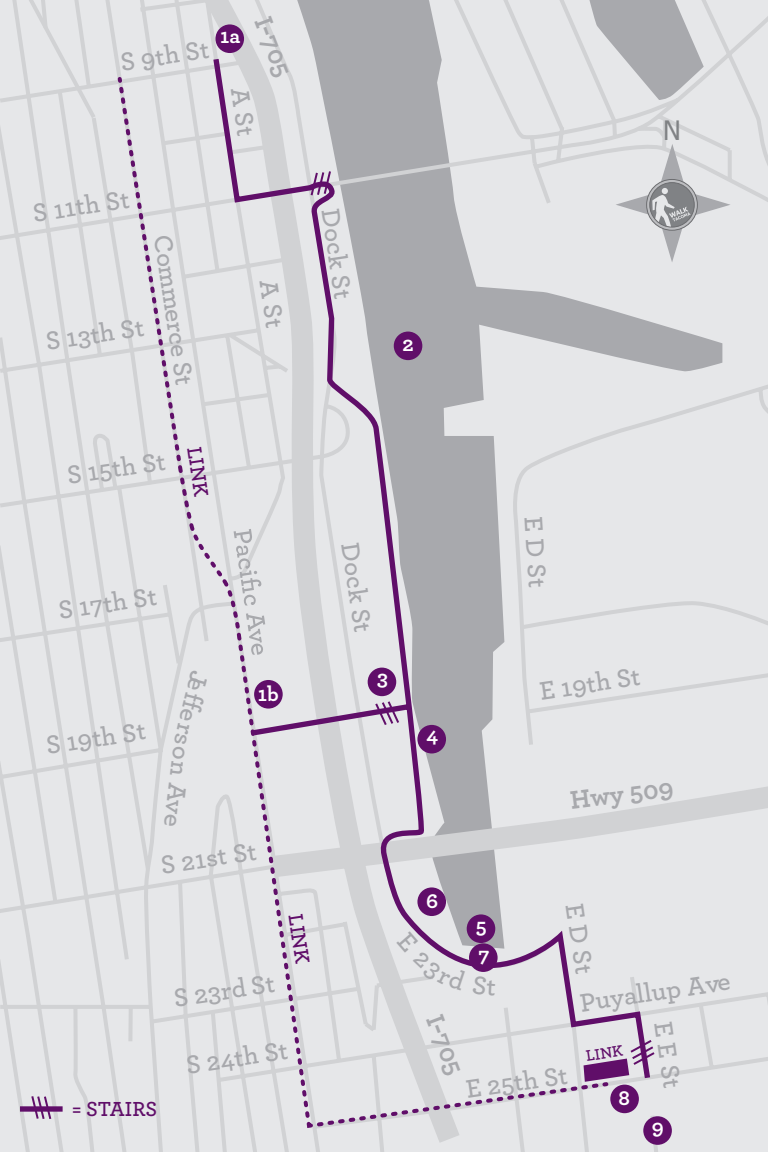 1a
S 9th St
I-705
A St
N
WALK
TACOMA
S 11th St
Dock St
Commerce St
A St
S 13th St
2
LINK
S 15th St
E D St
Pacific Ave
Dock St
S 17th St
Jefferson Ave
1b
3
E 19th St
4
S 19th St
Hwy 509
S 21st St
6
5
7
LINK
E 23rd St
E D St
S 23rd St
Puyallup Ave
I-705
E E St
S 24th St
LINK
E 25th St
8
= STAIRS
9